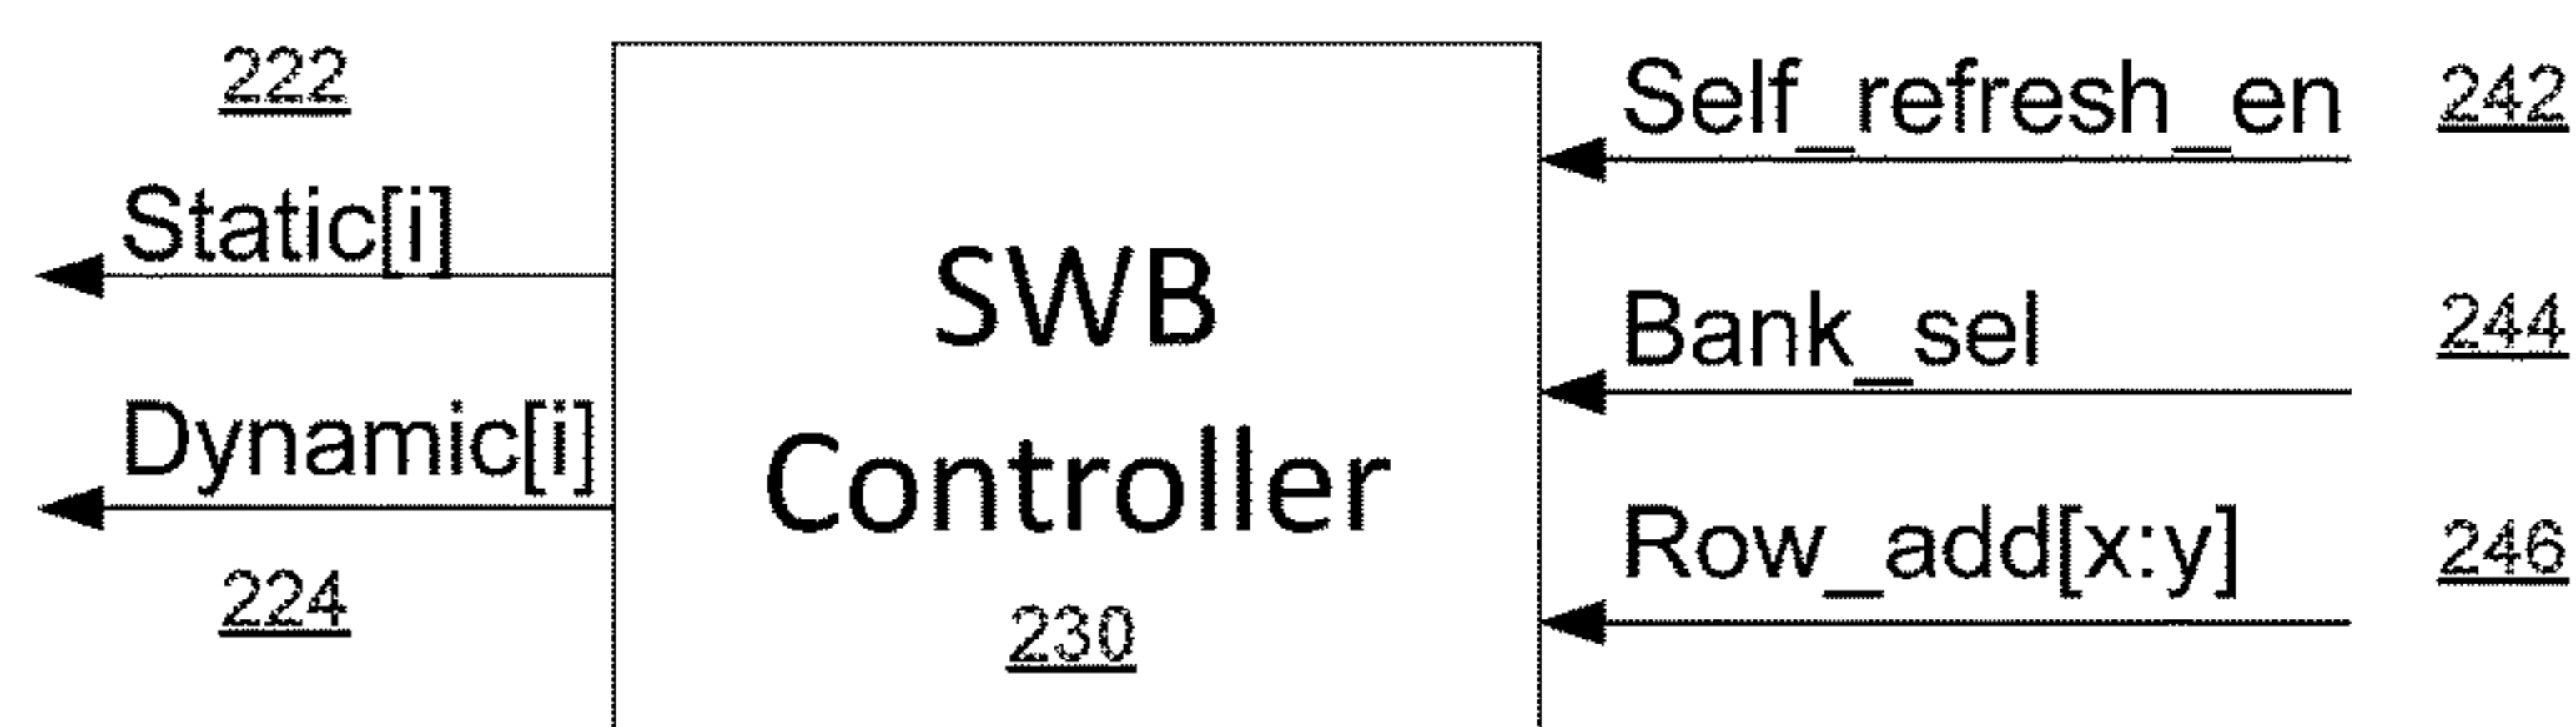 222
Static[i]
Dynamic[i]
224
SWB
Controller
230
Self_refresh_en 242
Bank_sel 244
Row_add[x:y] 246